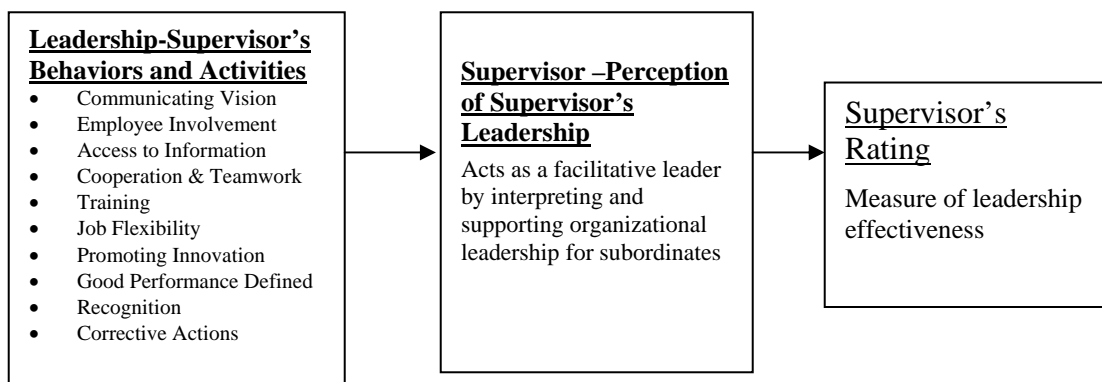 Leadership-Supervisor’s
Behaviors and Activities
• Communicating Vision
• Employee Involvement
• Access to Information
• Cooperation & Teamwork
• Training
• Job Flexibility
• Promoting Innovation
• Good Performance Defined
• Recognition
• Corrective Actions
Supervisor –Perception
of Supervisor’s
Leadership
Acts as a facilitative leader
by interpreting and
supporting organizational
leadership for subordinates
Supervisor’s
Rating
Measure of leadership
effectiveness